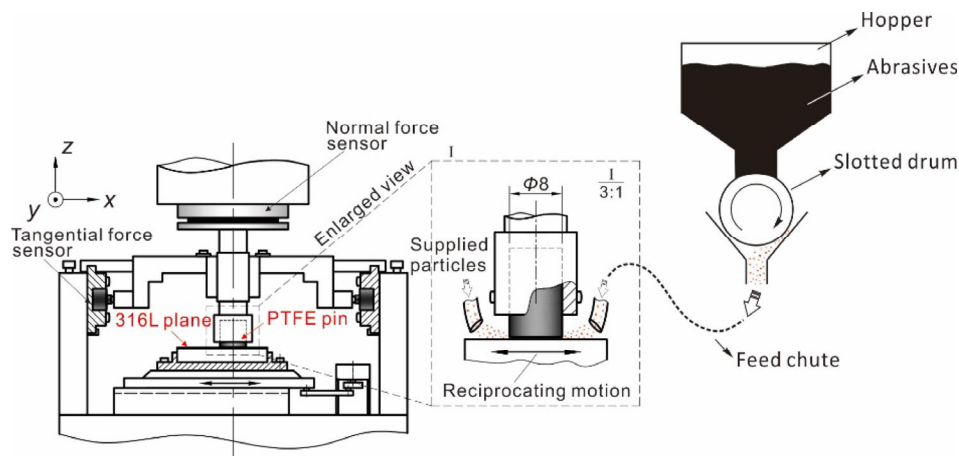 Hopper
Abrasives
Slotted drum
Feed chute
Normal force
sensor
z
x
y
Tangential force
sensor
316L plane
PTFE pin
Enlarged view
I
I
3:1
Φ8
Supplied
particles
Reciprocating motion